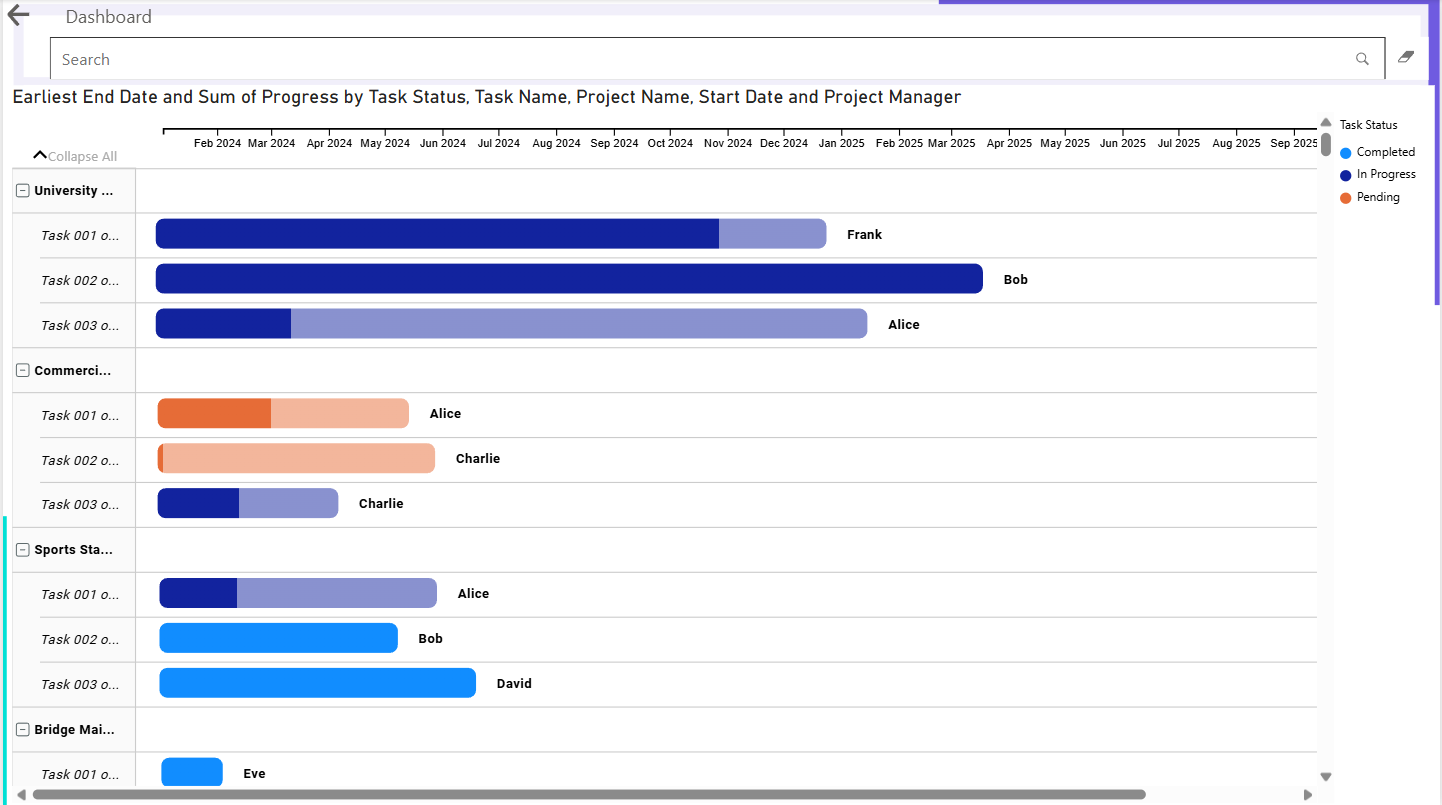 Dashboard
Search
Earliest End Date and Sum of Progress by Task Status, Task Name, Project Name, Start Date and Project Manager
Feb 2024 Mar 2024 Apr 2024 May 2024 Jun 2024 Jul 2024 Aug 2024 Sep 2024 Oct 2024 Nov 2024 Dec 2024 Jan 2025 Feb 2025 Mar 2025 Apr 2025 May 2025 Jun 2025 Jul 2025 Aug 2025 Sep 2025
Collapse All
Task Status
Completed
In Progress
Pending
University ...
Task 001 o... Frank
Task 002 o... Bob
Task 003 o... Alice
Commerci...
Task 001 o... Alice
Task 002 o... Charlie
Task 003 o... Charlie
Sports Sta...
Task 001 o... Alice
Task 002 o... Bob
Task 003 o... David
Bridge Mai...
Task 001 o... Eve